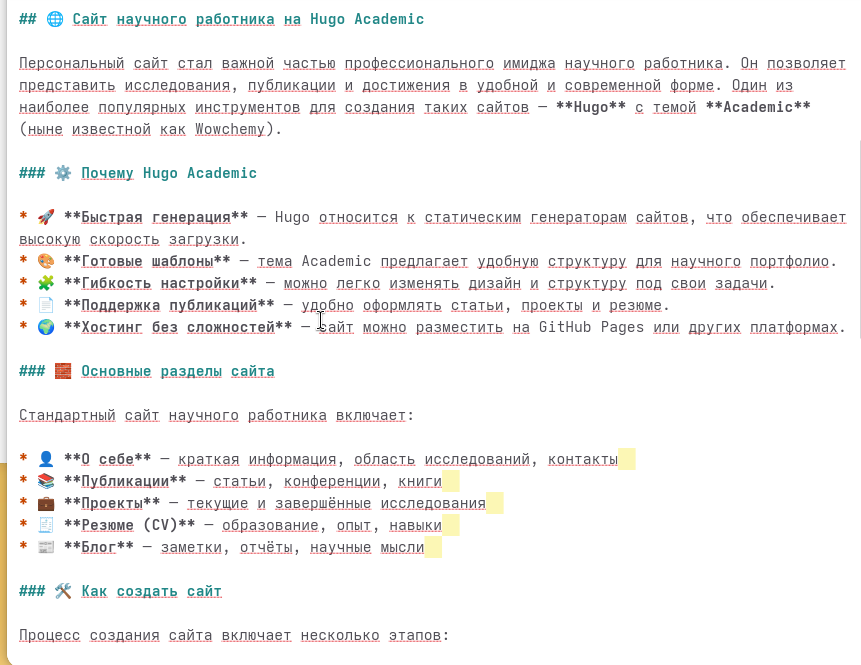 ## 🌐 Сайт научного работника на Hugo Academic
Персональный сайт стал важной частью профессионального имиджа научного работника. Он позволяет
представить исследования, публикации и достижения в удобной и современной форме. Один из
наиболее популярных инструментов для создания таких сайтов — **Hugo** с темой **Academic**
(ныне известной как Wowchemy).
### ⚙️ Почему Hugo Academic
* 🚀 **Быстрая генерация** — Hugo относится к статическим генераторам сайтов, что обеспечивает
высокую скорость загрузки.
* 🎨 **Готовые шаблоны** — тема Academic предлагает удобную структуру для научного портфолио.
* 🧩 **Гибкость настройки** — можно легко изменять дизайн и структуру под свои задачи.
* 📄 **Поддержка публикаций** — удобно оформлять статьи, проекты и резюме.
* 🌍 **Хостинг без сложностей** — сайт можно разместить на GitHub Pages или других платформах.
### 🧱 Основные разделы сайта
Стандартный сайт научного работника включает:
* 👤 **О себе** — краткая информация, область исследований, контакты
* 📚 **Публикации** — статьи, конференции, книги
* 💼 **Проекты** — текущие и завершённые исследования
* 🧾 **Резюме (CV)** — образование, опыт, навыки
* 📰 **Блог** — заметки, отчёты, научные мысли
### 🛠️ Как создать сайт
Процесс создания сайта включает несколько этапов: